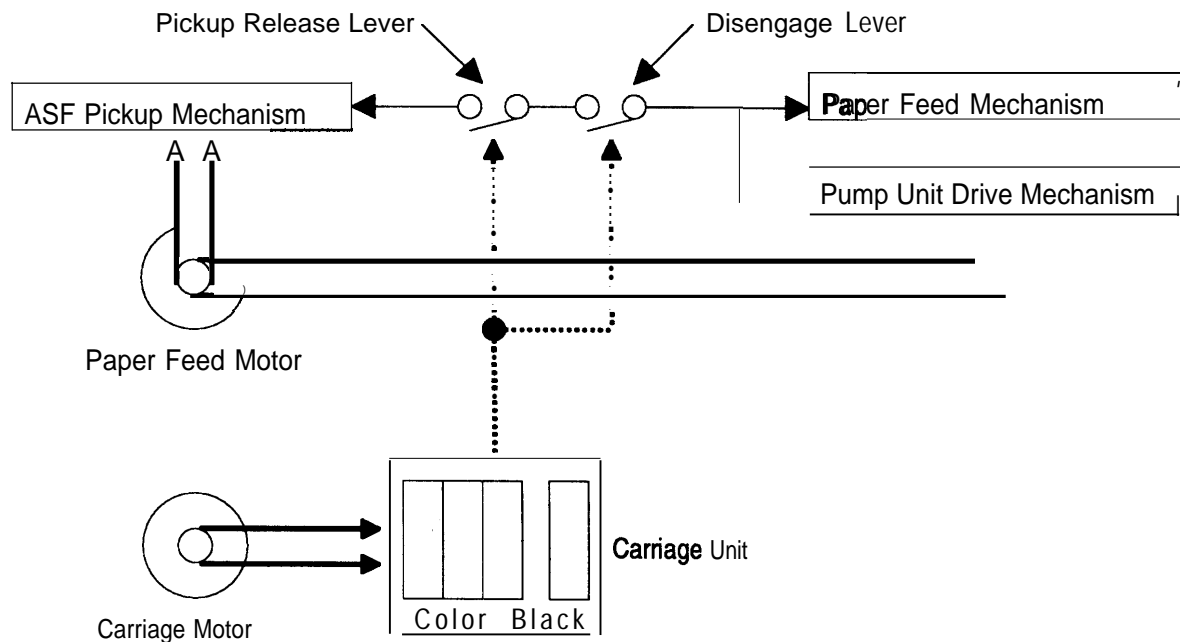 Pickup Release Lever
Disengage Lever
ASF Pickup Mechanism
Paper Feed Mechanism
A A
Pump Unit Drive Mechanism
Paper Feed Motor
Carriage Unit
Color Black
Carriage Motor